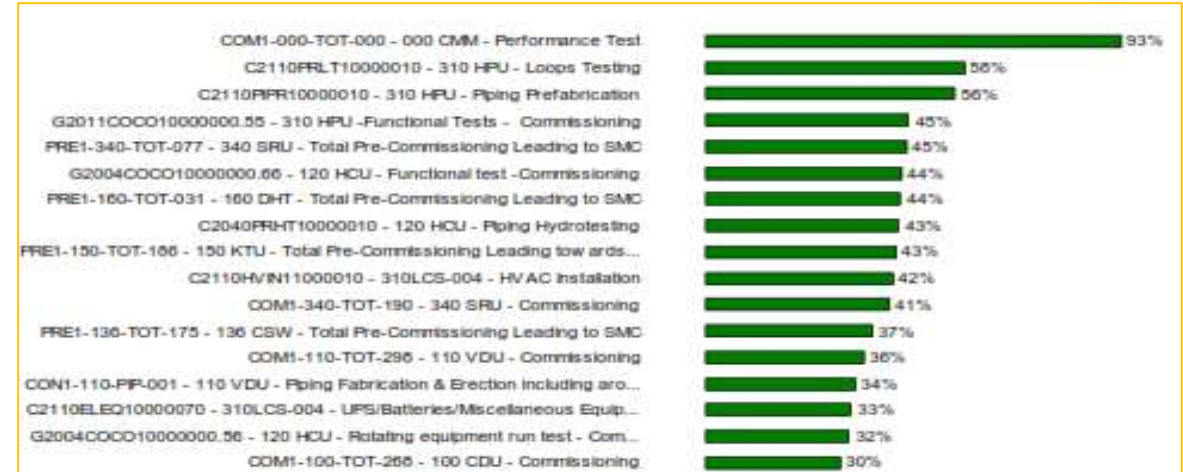 COM1-000-TOT-000 - 000 CMM - Performance Test 93%
C2110PRLT10000010 - 310 HPU - Loops Testing 58%
C2110PIPR10000010 - 310 HPU - Piping Prefabrication 56%
G2011COCO10000000.55 - 310 HPU -Functional Tests - Commissioning 45%
PRE1-340-TOT-077 - 340 SRU - Total Pre-Commissioning Leading to SMC 45%
G2004COCO10000000.66 - 120 HCU - Functional test -Commissioning 44%
PRE1-160-TOT-031 - 160 DHT - Total Pre-Commissioning Leading to SMC 44%
C2040PRHT10000010 - 120 HCU - Piping Hydrotesting 43%
PRE1-150-TOT-186 - 150 KTU - Total Pre-Commissioning Leading tow ards... 43%
C2110HVIN11000010 - 310LCS-004 - HVAC Installation 42%
COM1-340-TOT-190 - 340 SRU - Commissioning 41%
PRE1-136-TOT-175 - 136 CSW - Total Pre-Commissioning Leading to SMC 37%
COM1-110-TOT-296 - 110 VDU - Commissioning 36%
CON1-110-PIP-001 - 110 VDU - Piping Fabrication & Erection including aro... 34%
C2110ELEQ10000070 - 310LCS-004 - UPS/Batteries/Miscellaneous Equip... 33%
G2004COCO10000000.56 - 120 HCU - Rotating equipment run test - Com... 32%
COM1-100-TOT-268 - 100 CDU - Commissioning 30%